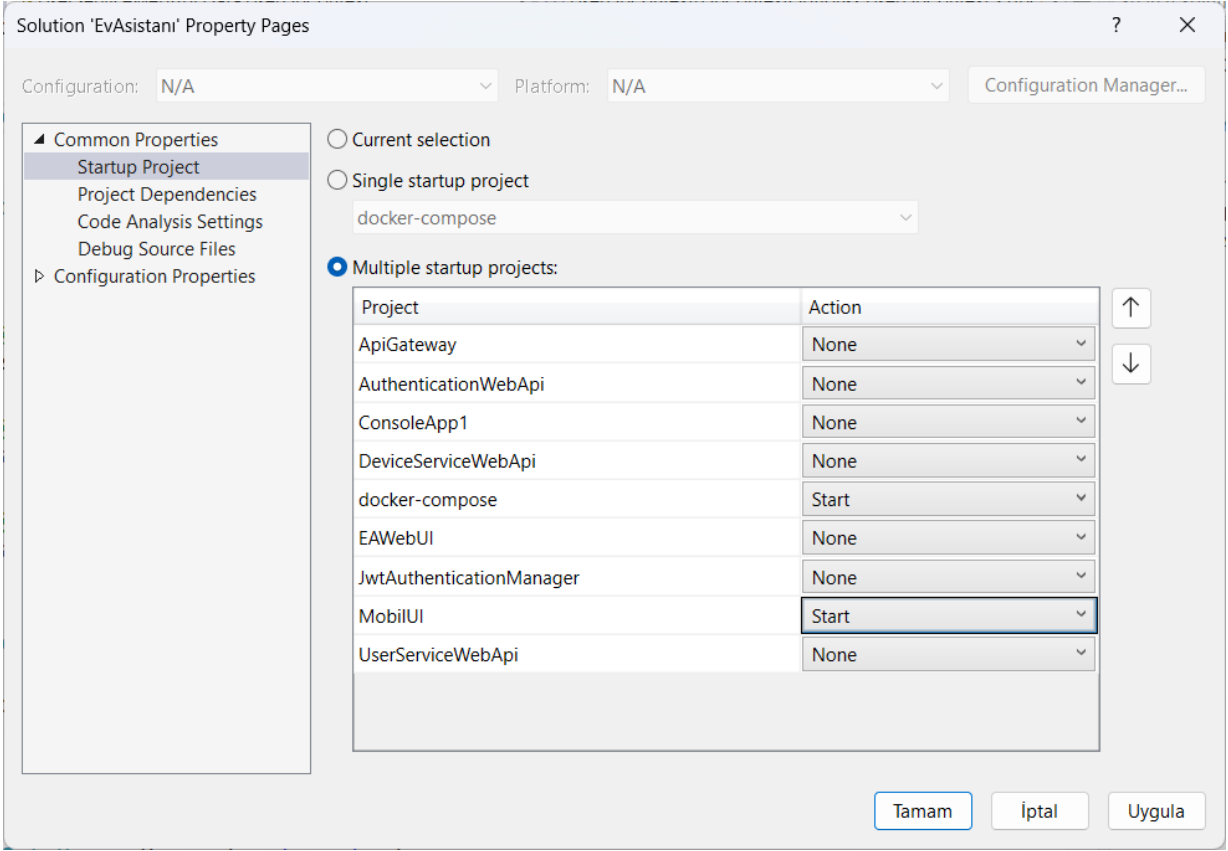 Solution 'EvAsistanı' Property Pages
?
Configuration: N/A Platform: N/A Configuration Manager...
Common Properties
Startup Project
Project Dependencies
Code Analysis Settings
Debug Source Files
Configuration Properties
Current selection
Single startup project
docker-compose
Multiple startup projects:
Project Action
ApiGateway None
AuthenticationWebApi None
ConsoleApp1 None
DeviceServiceWebApi None
docker-compose Start
EAWebUI None
JwtAuthenticationManager None
MobilUI Start
UserServiceWebApi None
Tamam İptal Uygula